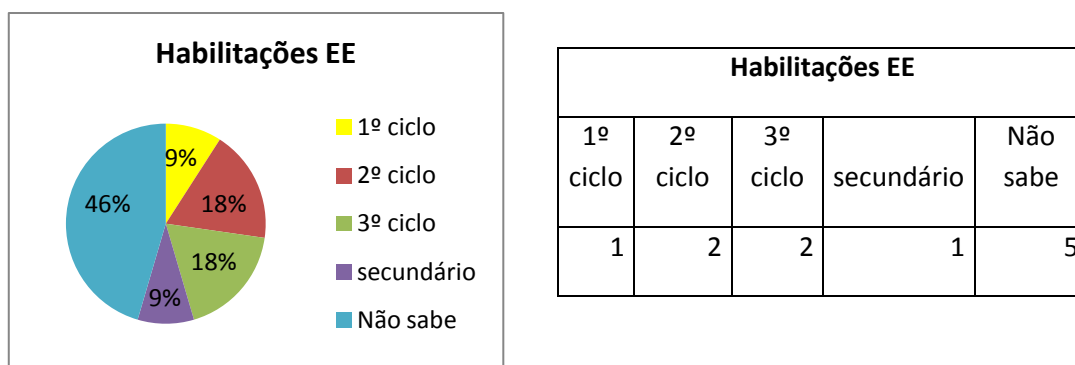 Habilitações EE
9%
18%
18%
9%
46%
1º ciclo
2º ciclo
3º ciclo
secundário
Não sabe
Habilitações EE
1º ciclo 2º ciclo 3º ciclo secundário Não sabe
1 2 2 1 5